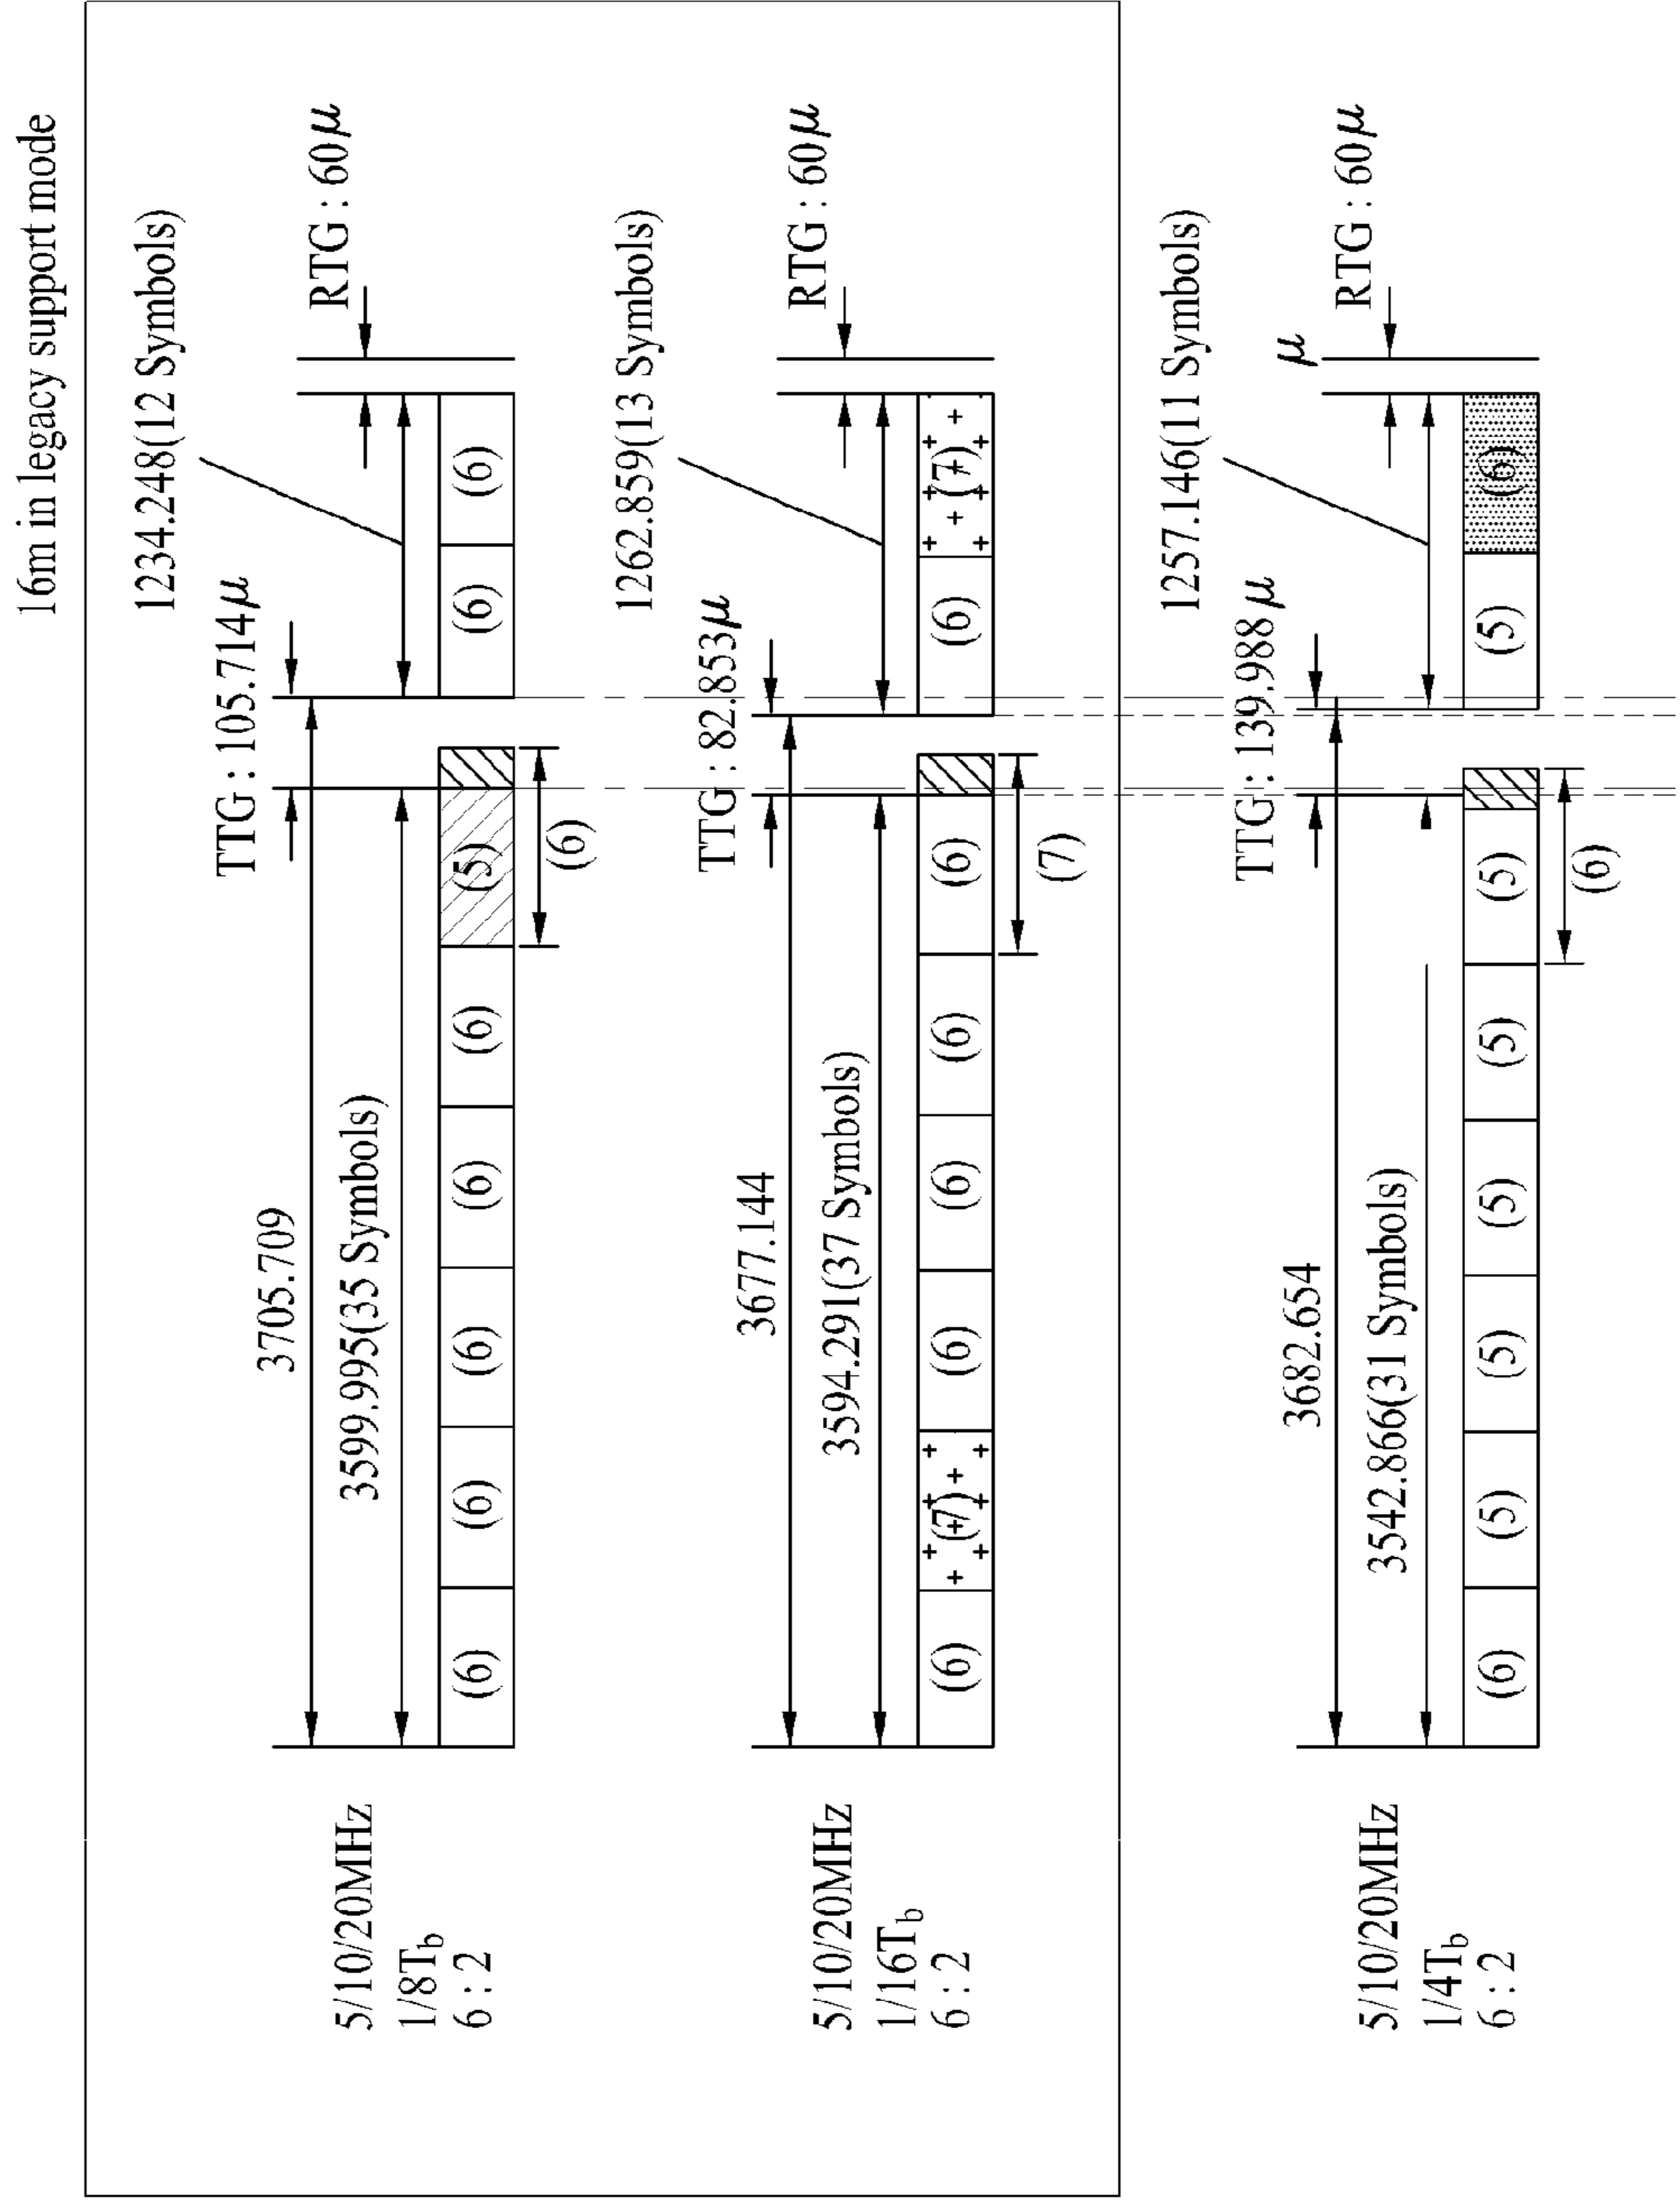 16m in legacy support mode
5/10/20MHz
1/8Tb
6 : 2
3705.709
3599.995(35 Symbols)
TTG : 105.714μ
1234.248(12 Symbols)
RTG : 60μ
(6)
(6)
(6)
(6)
(6)
(5)
(6)
(6)
(6)
5/10/20MHz
1/16Tb
6 : 2
3677.144
3594.291(37 Symbols)
TTG : 82.853μ
1262.859(13 Symbols)
RTG : 60μ
(6)
(7)
(6)
(6)
(6)
(6)
(6)
(7)
(7)
5/10/20MHz
1/4Tb
6 : 2
3682.654
3542.866(31 Symbols)
TTG : 139.988μ
1257.146(11 Symbols)
μ
RTG : 60μ
(6)
(5)
(5)
(5)
(5)
(5)
(5)
(6)
(6)